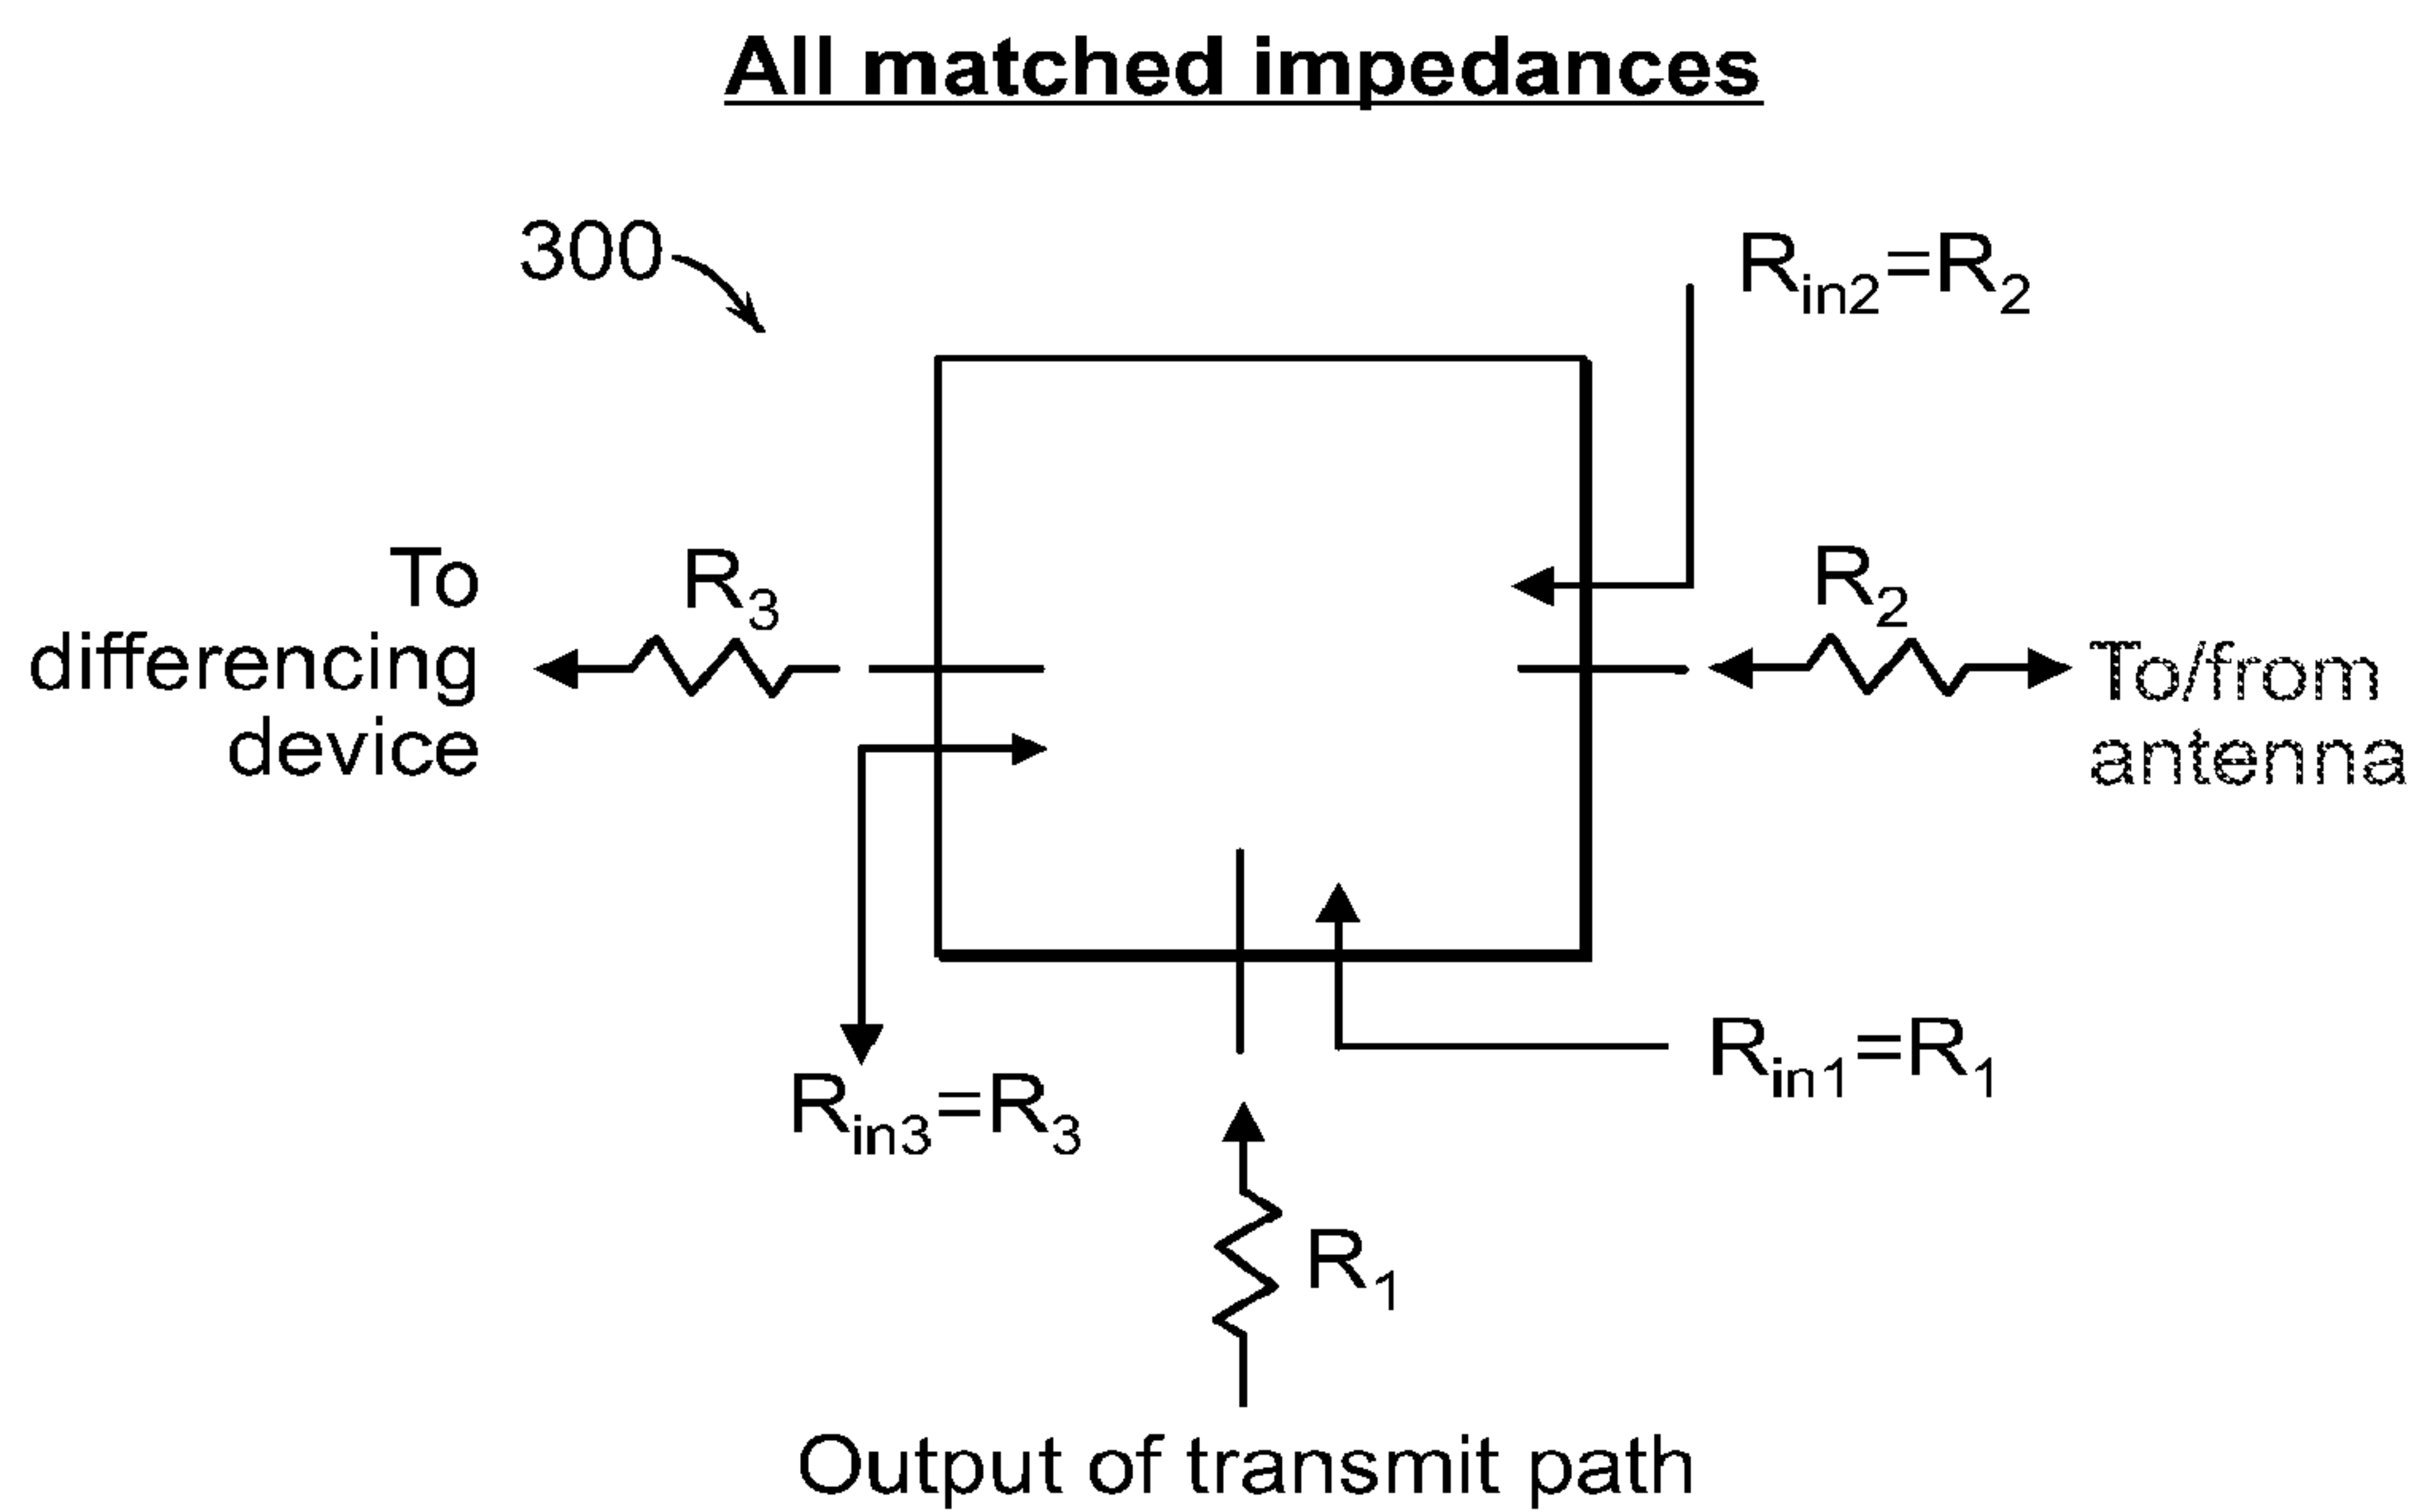 All matched impedances
300
Rin2=R2
To
differencing
device
R3
R2
To/from
antenna
Rin3=R3
Rin1=R1
R1
Output of transmit path